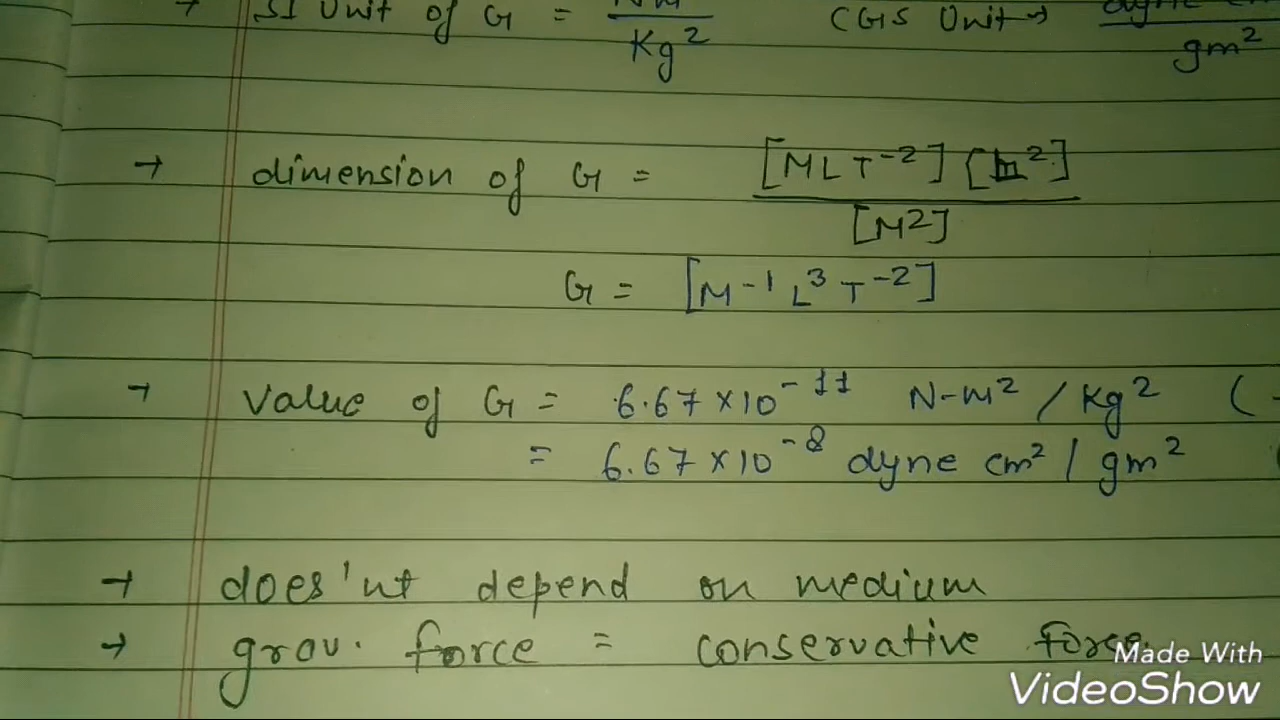 → SI Unit of G = Nm / Kg² CGS Unit → dyne / gm²
→ dimension of G = [MLT⁻²] [m²] / [M²]
G = [M⁻¹ L³ T⁻²]
→ Value of G = 6.67 × 10⁻¹¹ N-m² / Kg² (
= 6.67 × 10⁻⁸ dyne cm² / gm²
→ does'nt depend on medium
→ grav. force = conservative force
Made With
VideoShow